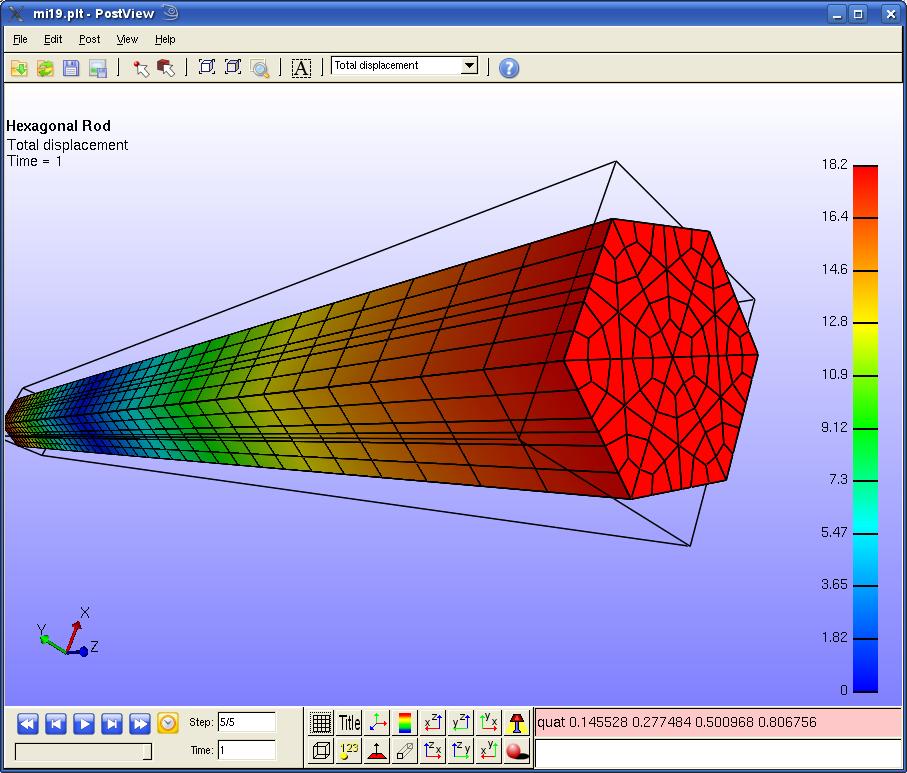 mi19.plt - PostView
File Edit Post View Help
A Total displacement ?
Hexagonal Rod
Total displacement
Time = 1
18.2
16.4
14.6
12.8
10.9
9.12
7.3
5.47
3.65
1.82
0
X
Y
Z
Step: 5/5
Title
quat 0.145528 0.277484 0.500968 0.806756
Time: 1
123